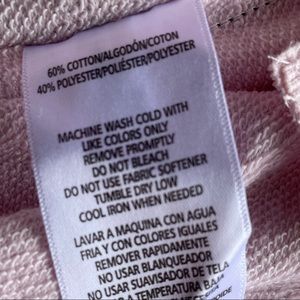 60% COTTON/ALGODÓN/COTON
40% POLYESTER/POLIÉSTER/POLYESTER
MACHINE WASH COLD WITH
LIKE COLORS ONLY
REMOVE PROMPTLY
DO NOT BLEACH
DO NOT USE FABRIC SOFTENER
TUMBLE DRY LOW
COOL IRON WHEN NEEDED
LAVAR A MAQUINA CON AGUA
FRIA Y CON COLORES IGUALES
REMOVER RAPIDAMENTE
NO USAR BLANQUEADOR
NO USAR SUAVISADOR DE TELA
A TEMPERATURA BAJA